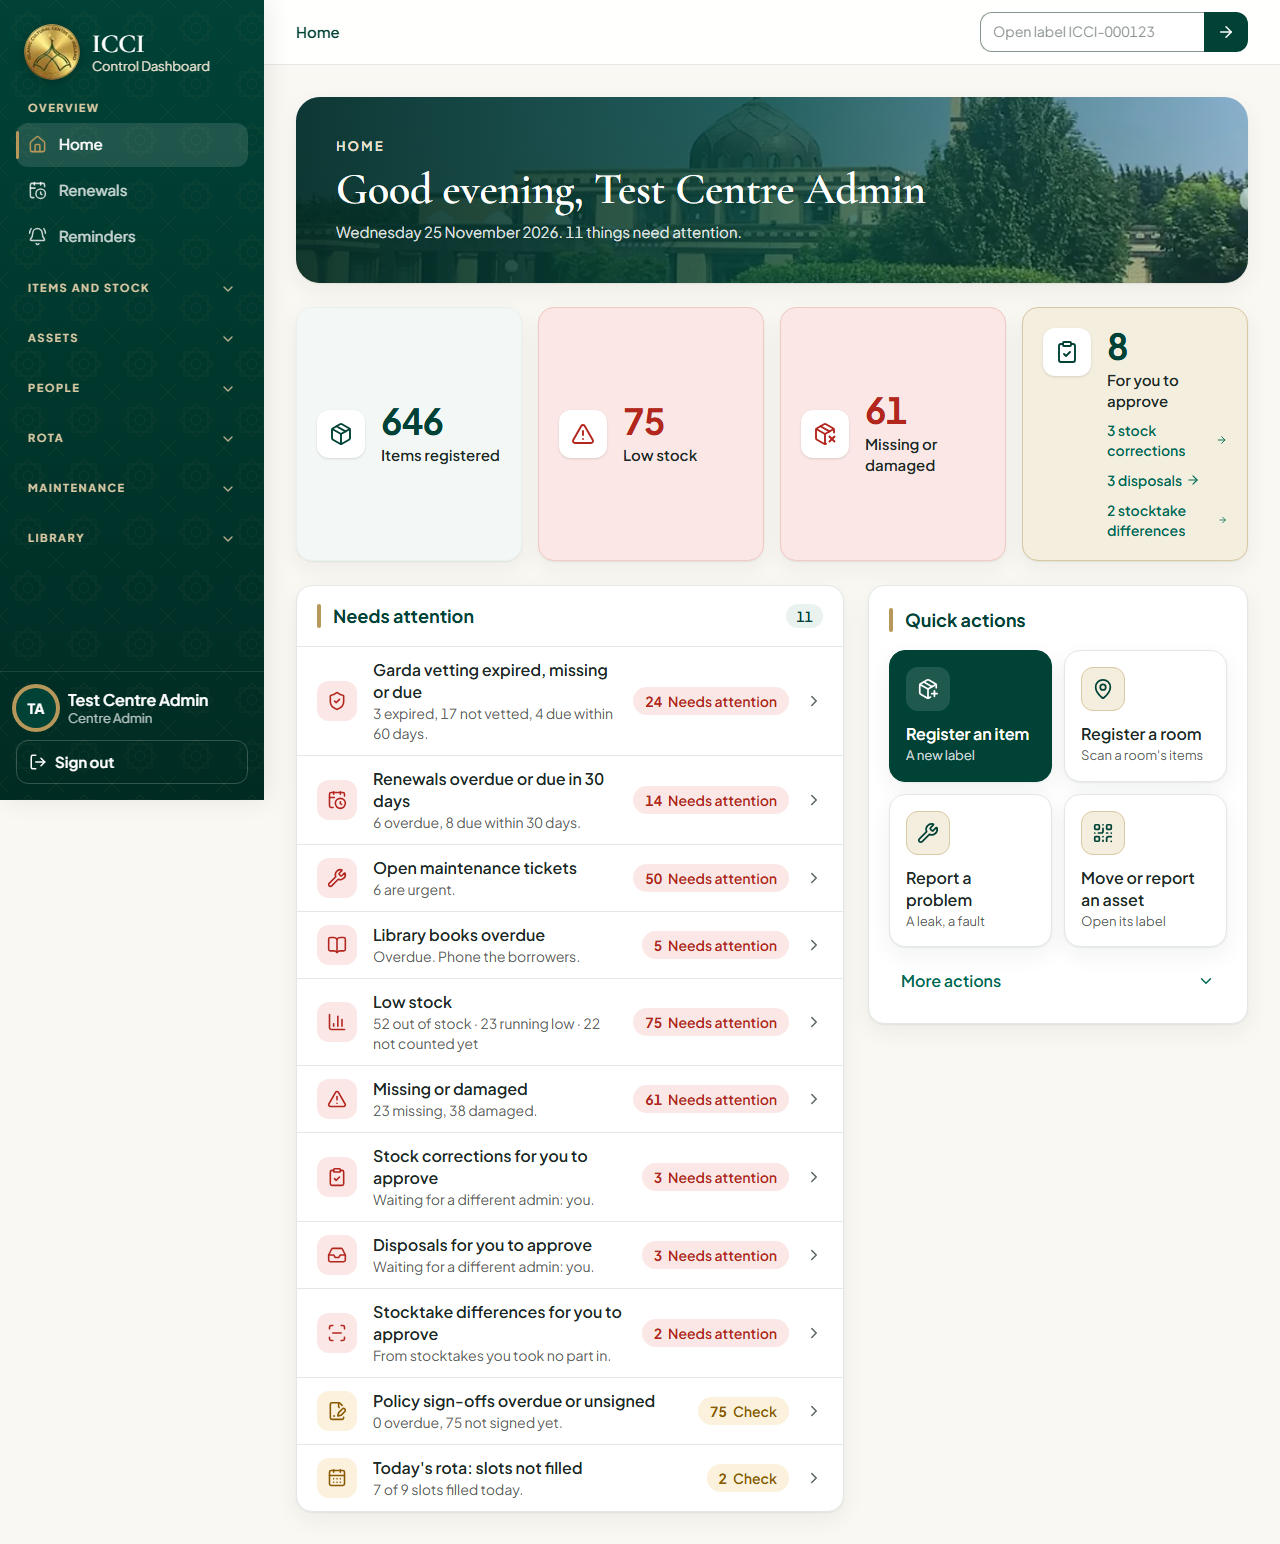 ICCI
Control Dashboard
OVERVIEW
Home
Renewals
Reminders
ITEMS AND STOCK
ASSETS
PEOPLE
ROTA
MAINTENANCE
LIBRARY
TA
Test Centre Admin
Centre Admin
Sign out
Home
Open label ICCI-000123
HOME
Good evening, Test Centre Admin
Wednesday 25 November 2026. 11 things need attention.
646
Items registered
75
Low stock
61
Missing or
damaged
8
For you to
approve
3 stock
corrections
3 disposals
2 stocktake
differences
Needs attention
11
Garda vetting expired, missing
or due
3 expired, 17 not vetted, 4 due within
60 days.
24 Needs attention
Renewals overdue or due in 30
days
6 overdue, 8 due within 30 days.
14 Needs attention
Open maintenance tickets
6 are urgent.
50 Needs attention
Library books overdue
Overdue. Phone the borrowers.
5 Needs attention
Low stock
52 out of stock · 23 running low · 22
not counted yet
75 Needs attention
Missing or damaged
23 missing, 38 damaged.
61 Needs attention
Stock corrections for you to
approve
Waiting for a different admin: you.
3 Needs attention
Disposals for you to approve
Waiting for a different admin: you.
3 Needs attention
Stocktake differences for you to
approve
From stocktakes you took no part in.
2 Needs attention
Policy sign-offs overdue or unsigned
0 overdue, 75 not signed yet.
75 Check
Today's rota: slots not filled
7 of 9 slots filled today.
2 Check
Quick actions
Register an item
A new label
Register a room
Scan a room's items
Report a
problem
A leak, a fault
Move or report
an asset
Open its label
More actions